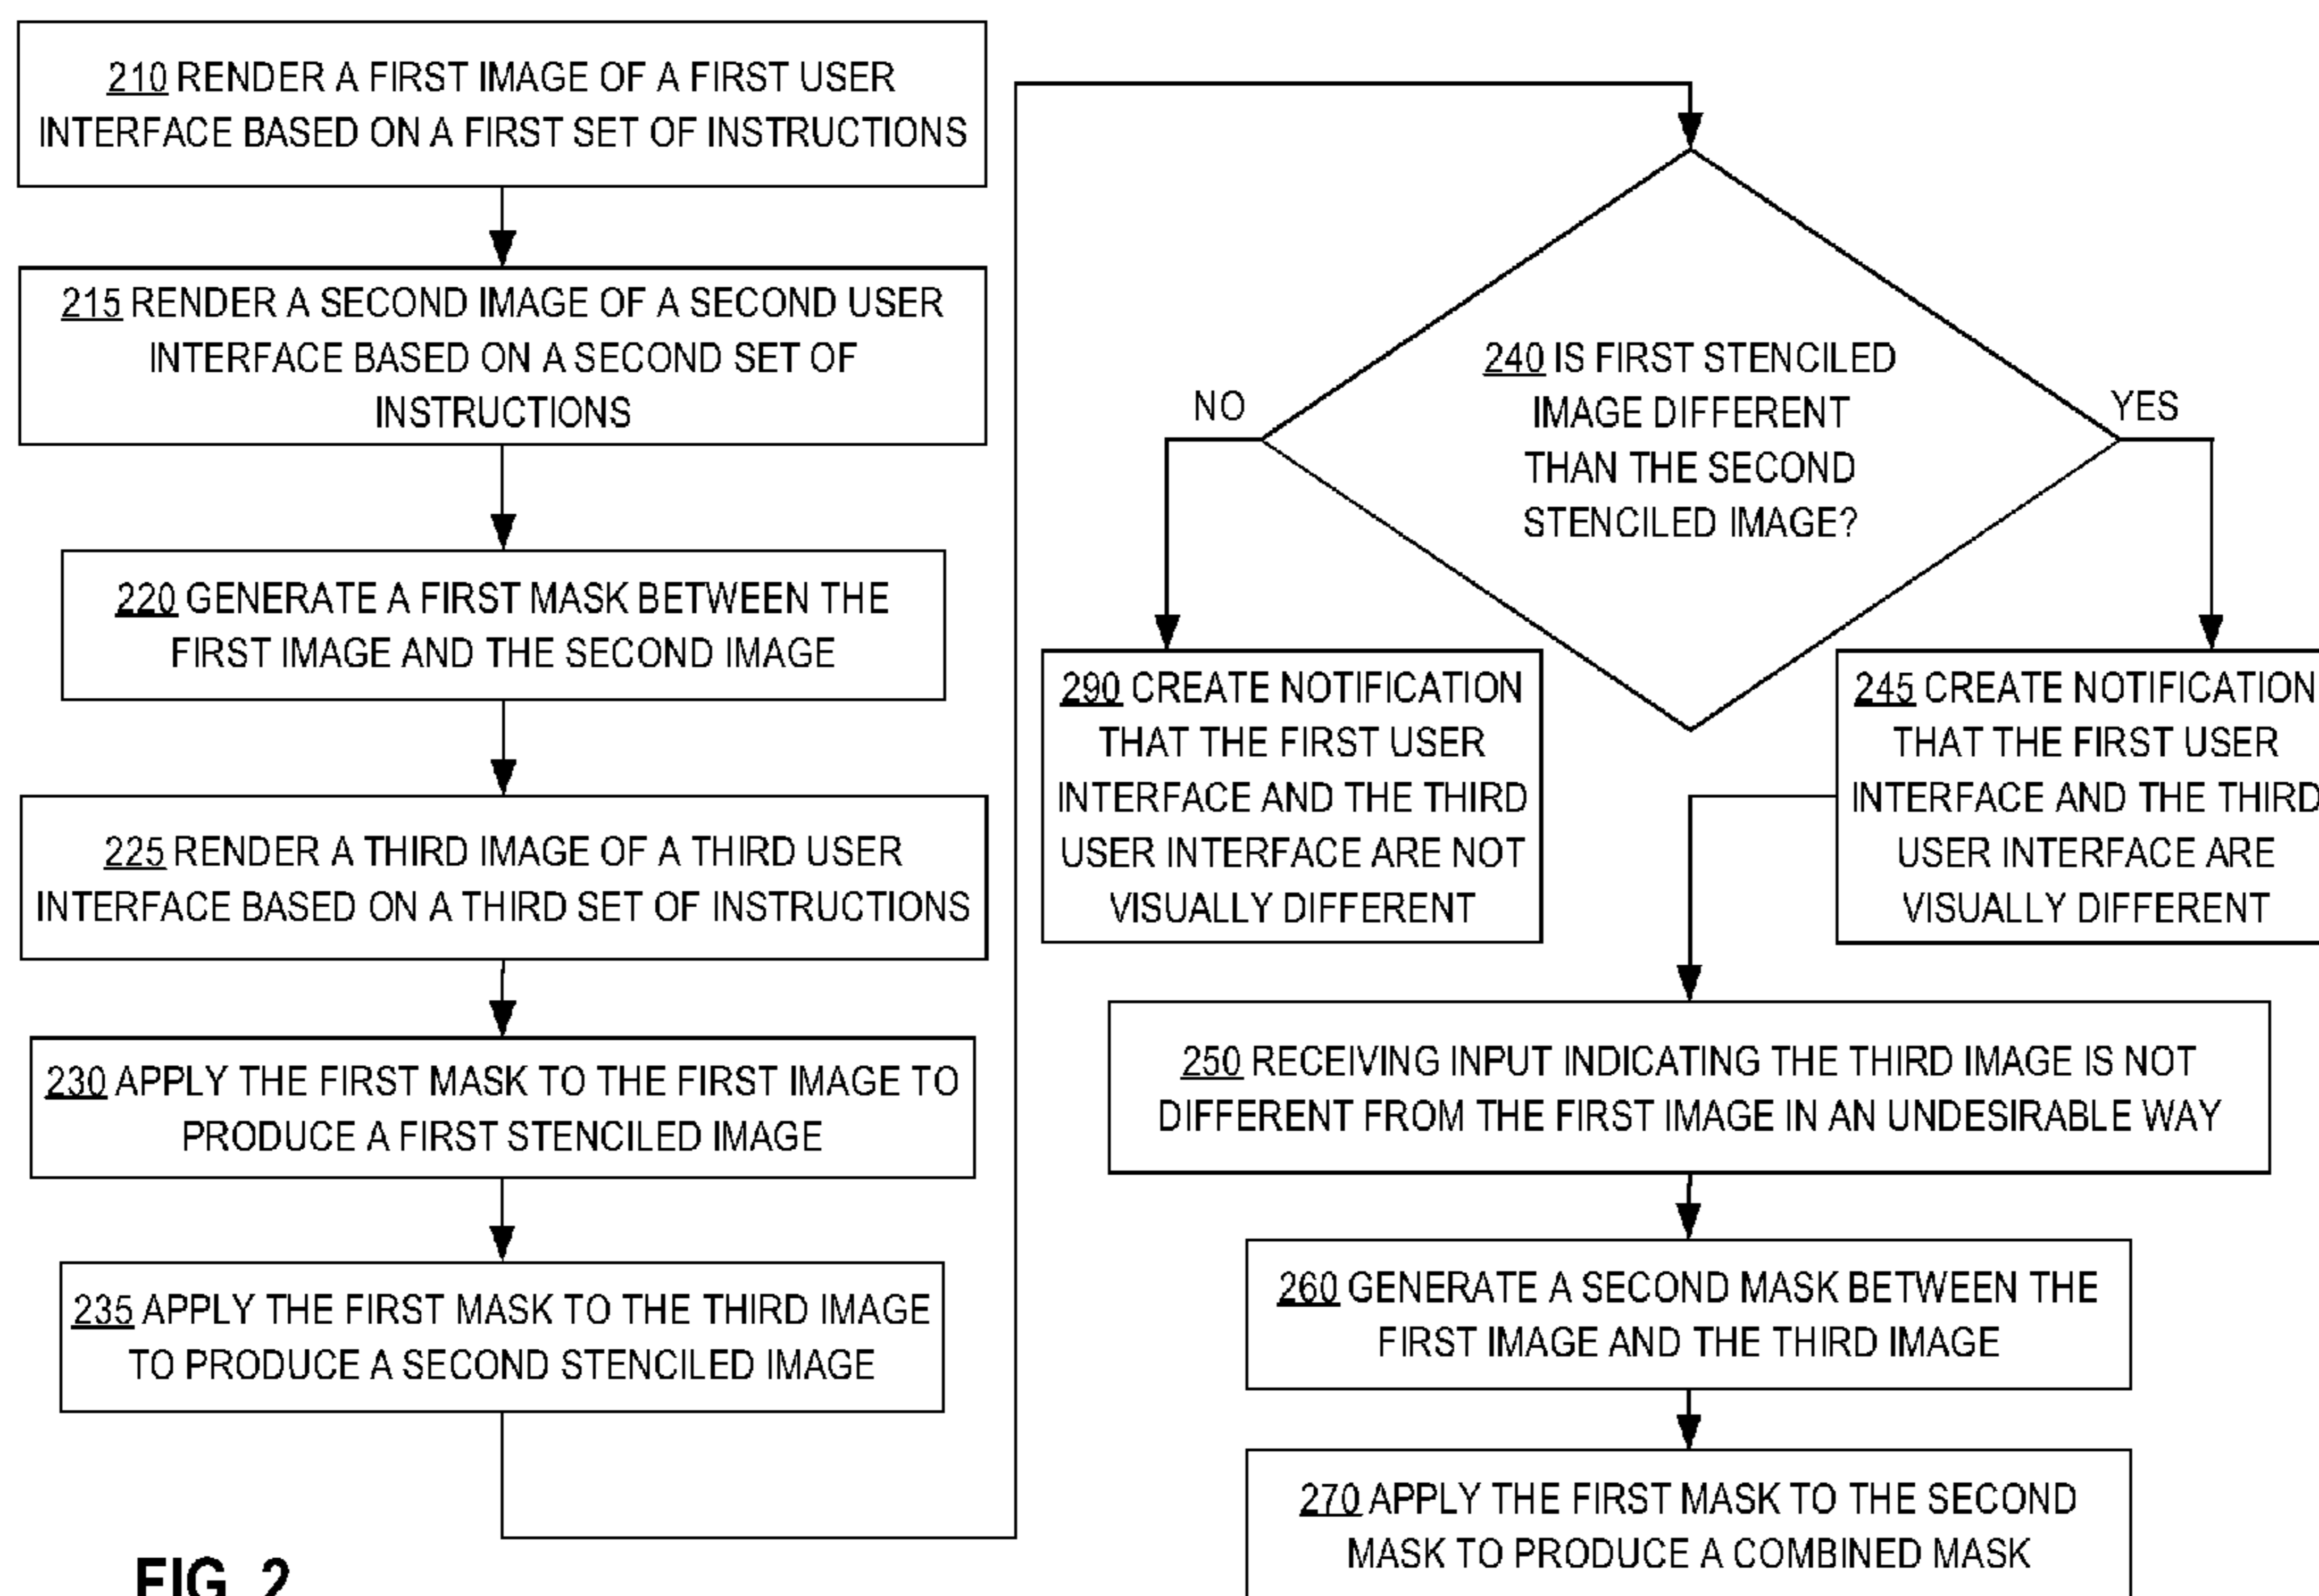 210 RENDER A FIRST IMAGE OF A FIRST USER
INTERFACE BASED ON A FIRST SET OF INSTRUCTIONS
215 RENDER A SECOND IMAGE OF A SECOND USER
INTERFACE BASED ON A SECOND SET OF
INSTRUCTIONS
220 GENERATE A FIRST MASK BETWEEN THE
FIRST IMAGE AND THE SECOND IMAGE
225 RENDER A THIRD IMAGE OF A THIRD USER
INTERFACE BASED ON A THIRD SET OF INSTRUCTIONS
230 APPLY THE FIRST MASK TO THE FIRST IMAGE TO
PRODUCE A FIRST STENCILED IMAGE
235 APPLY THE FIRST MASK TO THE THIRD IMAGE
TO PRODUCE A SECOND STENCILED IMAGE
240 IS FIRST STENCILED
IMAGE DIFFERENT
THAN THE SECOND
STENCILED IMAGE?
NO
YES
290 CREATE NOTIFICATION
THAT THE FIRST USER
INTERFACE AND THE THIRD
USER INTERFACE ARE NOT
VISUALLY DIFFERENT
245 CREATE NOTIFICATION
THAT THE FIRST USER
INTERFACE AND THE THIRD
USER INTERFACE ARE
VISUALLY DIFFERENT
250 RECEIVING INPUT INDICATING THE THIRD IMAGE IS NOT
DIFFERENT FROM THE FIRST IMAGE IN AN UNDESIRABLE WAY
260 GENERATE A SECOND MASK BETWEEN THE
FIRST IMAGE AND THE THIRD IMAGE
270 APPLY THE FIRST MASK TO THE SECOND
MASK TO PRODUCE A COMBINED MASK
FIG. 2